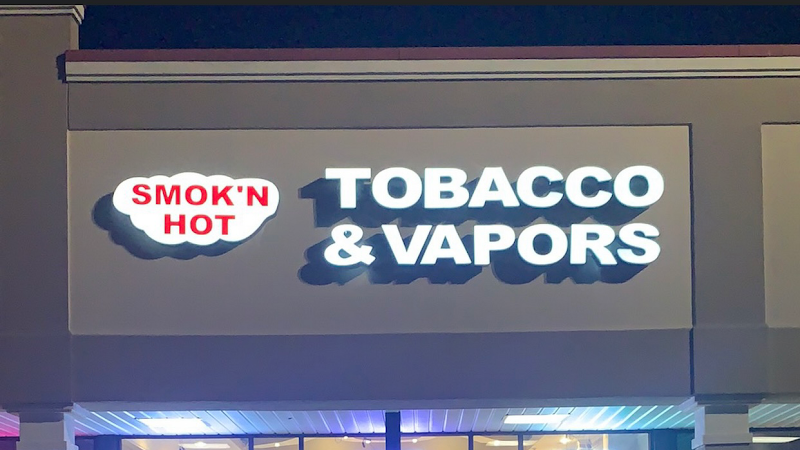 SMOK'N
HOT
TOBACCO
& VAPORS